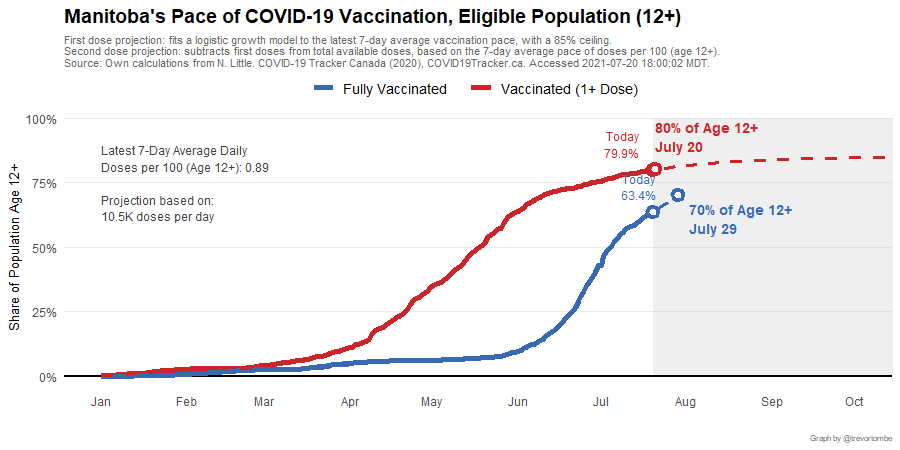 Manitoba's Pace of COVID-19 Vaccination, Eligible Population (12+)
First dose projection: fits a logistic growth model to the latest 7-day average vaccination pace, with a 85% ceiling.
Second dose projection: subtracts first doses from total available doses, based on the 7-day average pace of doses per 100 (age 12+).
Source: Own calculations from N. Little. COVID-19 Tracker Canada (2020), COVID19Tracker.ca. Accessed 2021-07-20 18:00:02 MDT.
Fully Vaccinated
Vaccinated (1+ Dose)
Share of Population Age 12+
100%
75%
50%
25%
0%
Latest 7-Day Average Daily
Doses per 100 (Age 12+): 0.89
Projection based on:
10.5K doses per day
Today
79.9%
80% of Age 12+
July 20
Today
63.4%
70% of Age 12+
July 29
Jan
Feb
Mar
Apr
May
Jun
Jul
Aug
Sep
Oct
Graph by @trevortombe